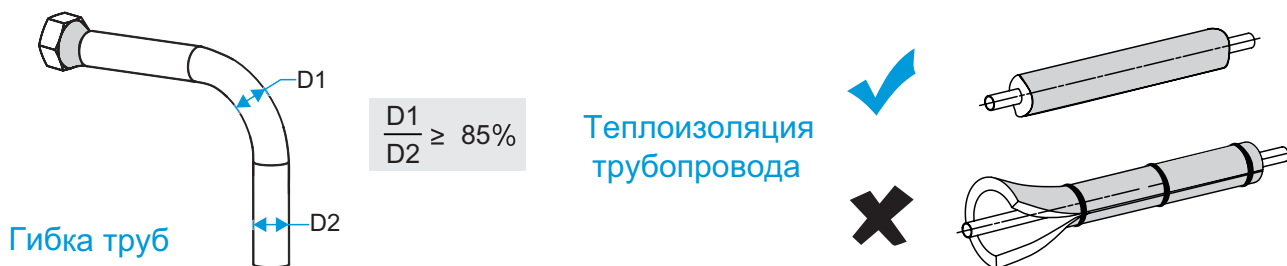 D1
D1
D2
≥ 85%
D2
Гибка труб
Теплоизоляция
трубопровода